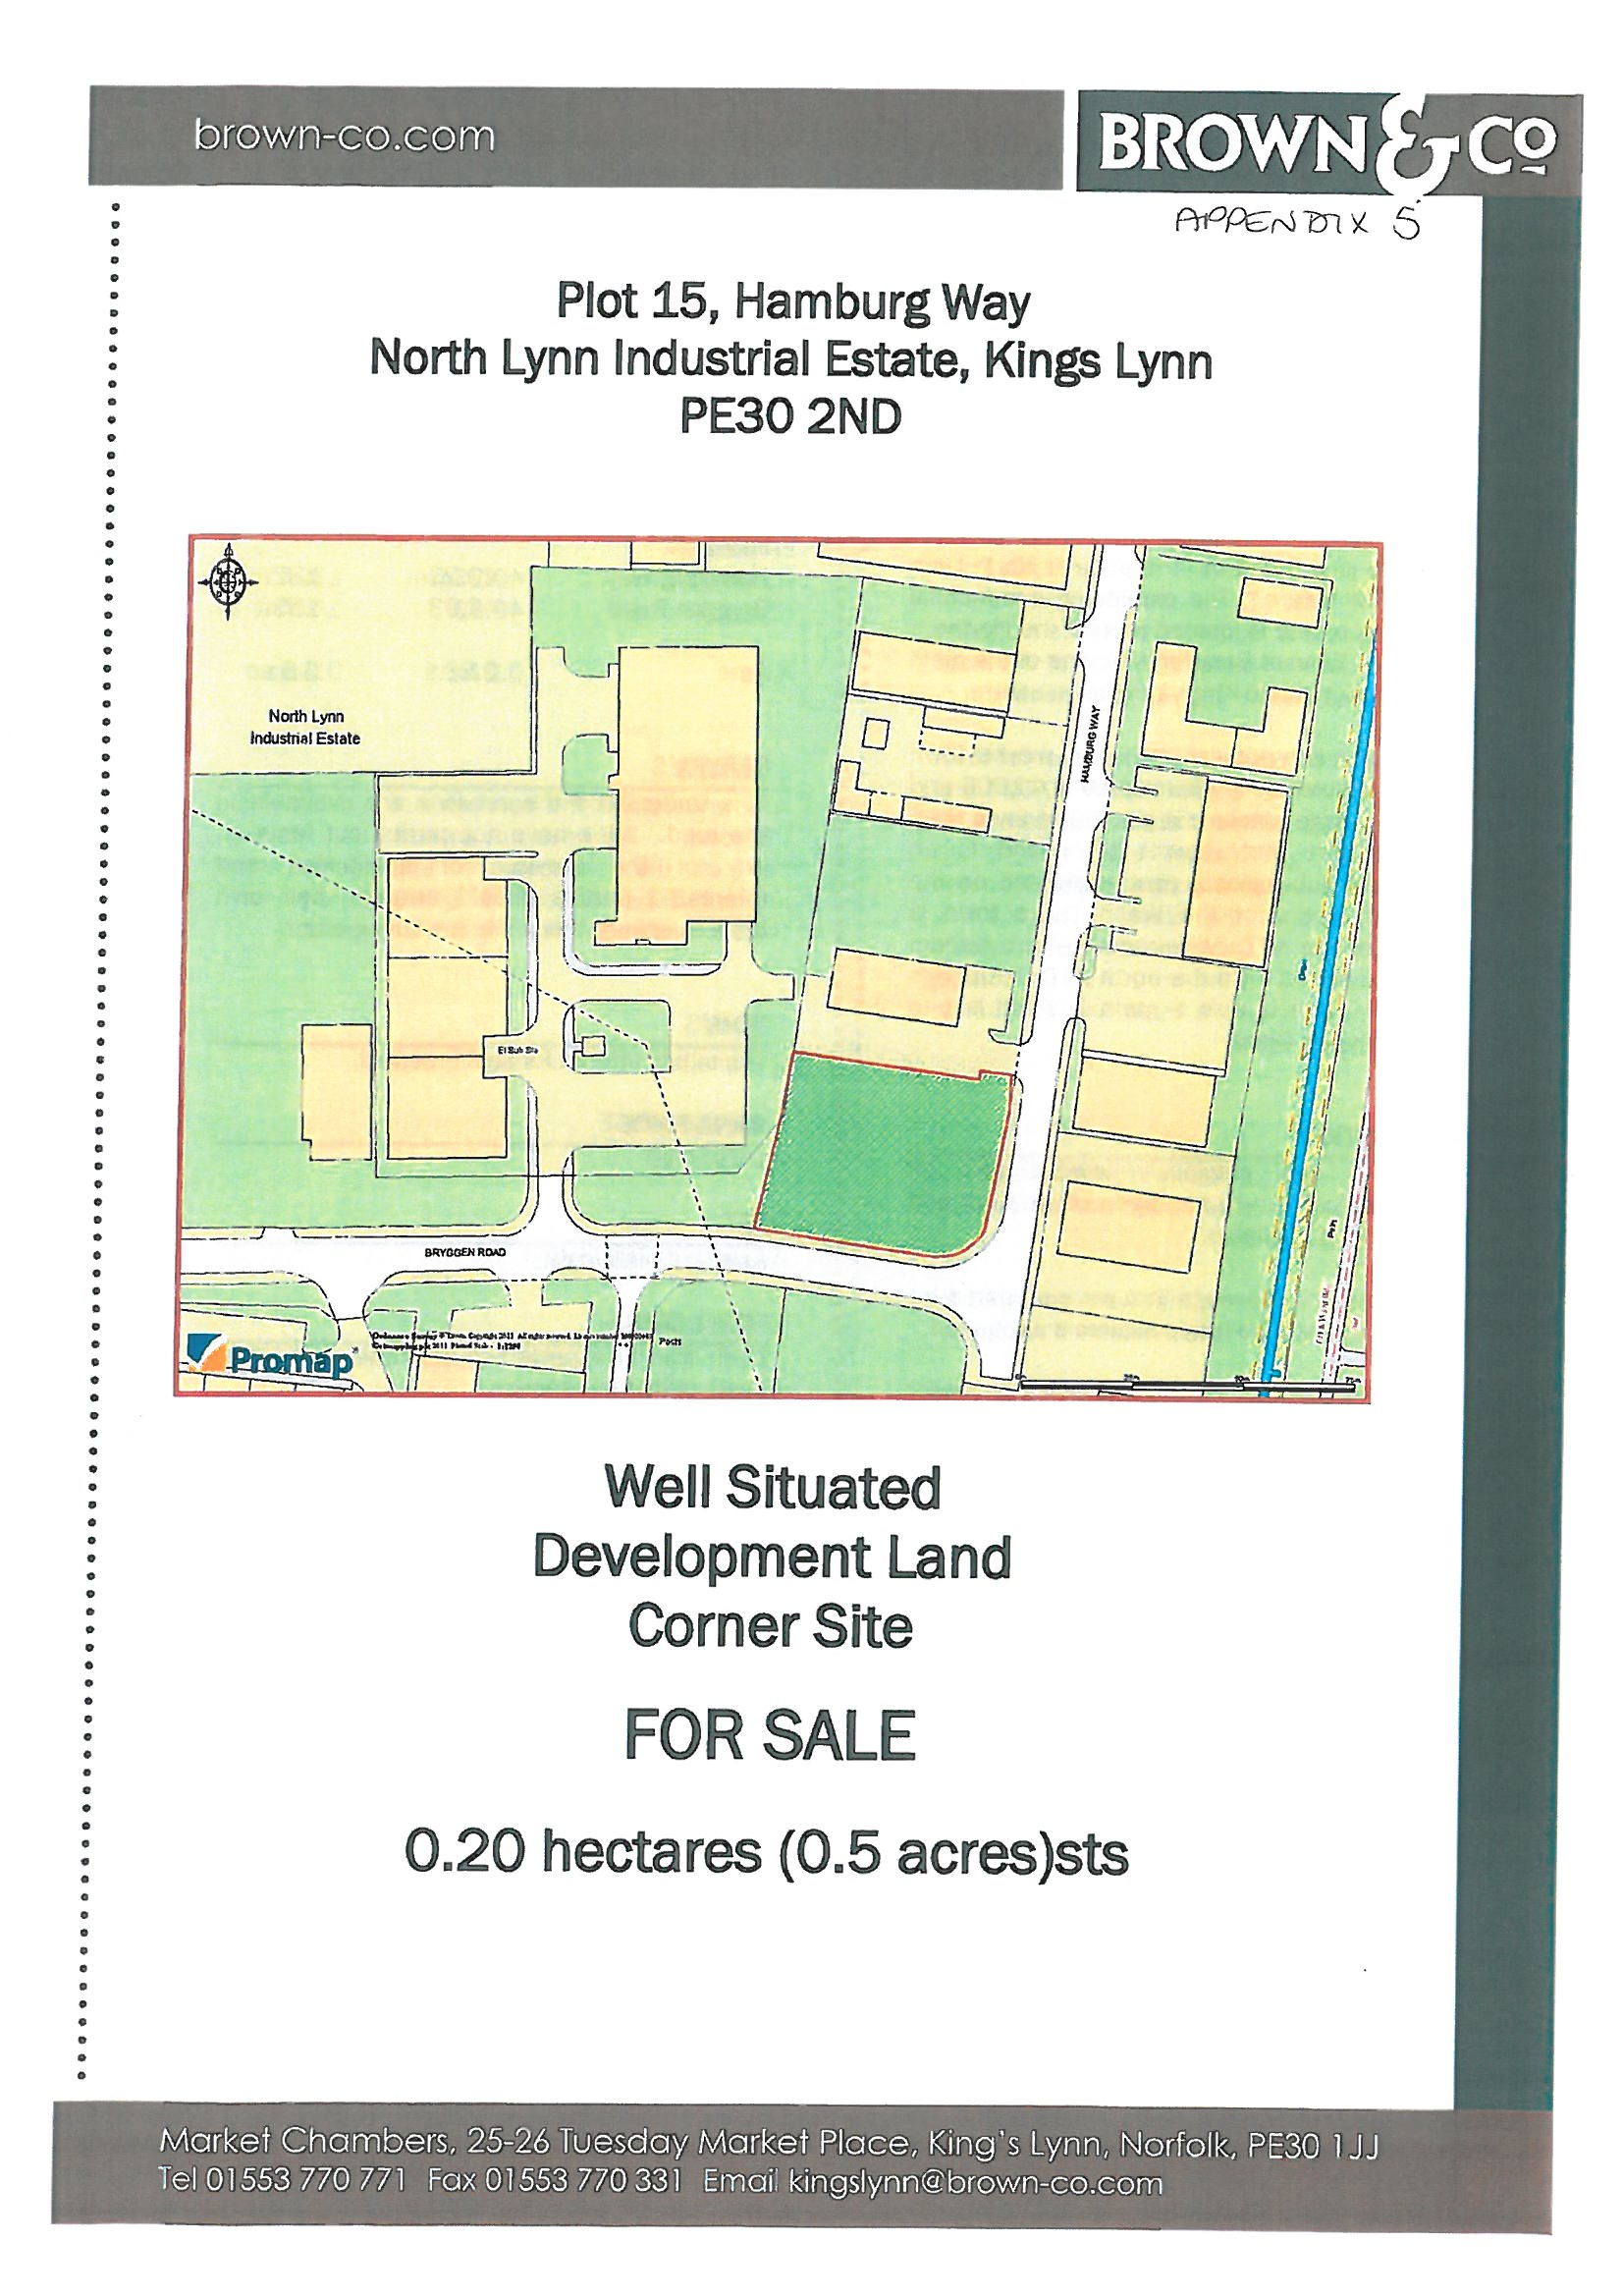 brown-co.com
BROWN & CO
APPENDIX 5
Plot 15, Hamburg Way
North Lynn Industrial Estate, Kings Lynn
PE30 2ND
North Lynn
Industrial Estate
HAMBURG WAY
Drain
El Sub Sta
BRYGGEN ROAD
Path
Posts
Promap
Well Situated
Development Land
Corner Site
FOR SALE
0.20 hectares (0.5 acres)sts
Market Chambers, 25-26 Tuesday Market Place, King's Lynn, Norfolk, PE30 1JJ
Tel 01553 770 771 Fax 01553 770 331 Email kingslynn@brown-co.com